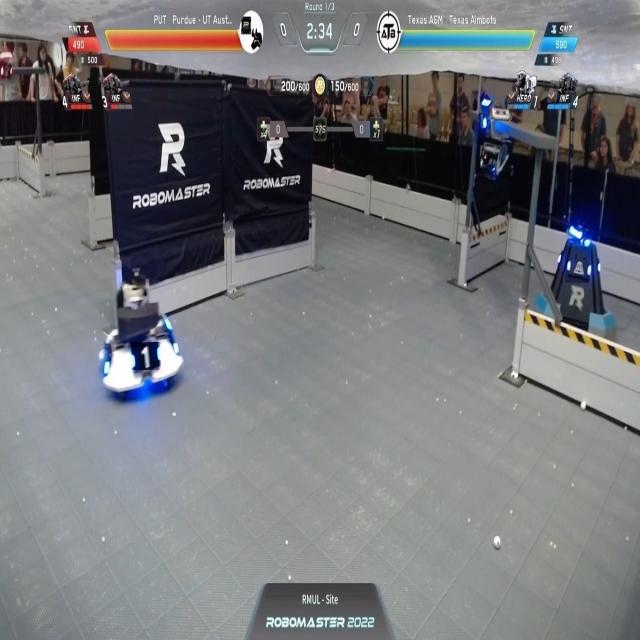 Round 1/3
PUT Purdue - UT Aust...
0
2:34
0
Texas A&M Texas Aimbots
SNT
490
500
SNT
590
200/600
150/600
4 INF
3 INF
HERO 1
INF 4
0
575
R
ROBOMASTER
R
ROBOMASTER
1
R
RMUL - Site
ROBOMASTER 2022